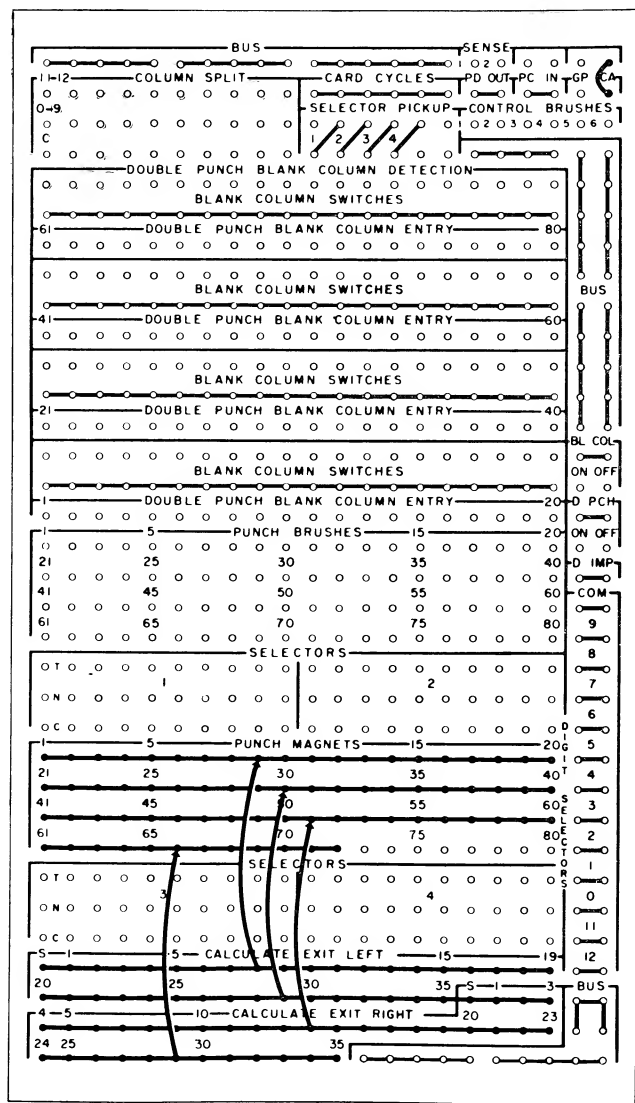 BUS SENSE
2
11-12 COLUMN SPLIT CARD CYCLES PD OUT PC IN GP CA
0-9 SELECTOR PICKUP CONTROL BRUSHES
C 1 2 3 4 2 3 4 5 6
DOUBLE PUNCH BLANK COLUMN DETECTION
BLANK COLUMN SWITCHES
61 DOUBLE PUNCH BLANK COLUMN ENTRY 80
BLANK COLUMN SWITCHES BUS
41 DOUBLE PUNCH BLANK COLUMN ENTRY 60
BLANK COLUMN SWITCHES
21 DOUBLE PUNCH BLANK COLUMN ENTRY 40
BL COL
BLANK COLUMN SWITCHES ON OFF
1 DOUBLE PUNCH BLANK COLUMN ENTRY 20 D PCH
1 5 PUNCH BRUSHES 15 20 ON OFF
21 25 30 35 40 D IMP
41 45 50 55 60 COM
61 65 70 75 80 9
SELECTORS 8
T
1 2 7
N
6
C
1 5 PUNCH MAGNETS 15 20 5
21 25 30 35 40 4
41 45 50 55 60 3
61 65 70 75 80 2
DIGIT SELECTORS
SELECTORS 1
T
3 4 0
N
11
C
S 1 5 CALCULATE EXIT LEFT 15 19 12
20 25 30 35 S 1 3 BUS
4 5 10 CALCULATE EXIT RIGHT 20 23
24 25 30 35